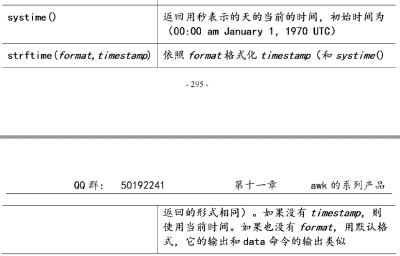 systime() 返回用秒表示的天的当前的时间，初始时间为
（00:00 am January 1, 1970 UTC）
strftime(format,timestamp) 依照 format 格式化 timestamp（和 systime()
- 295 -
QQ 群： 50192241 第十一章 awk 的系列产品
返回的形式相同）。如果没有 timestamp，则
使用当前时间。如果也没有 format，用默认格
式，它的输出和 data 命令的输出类似